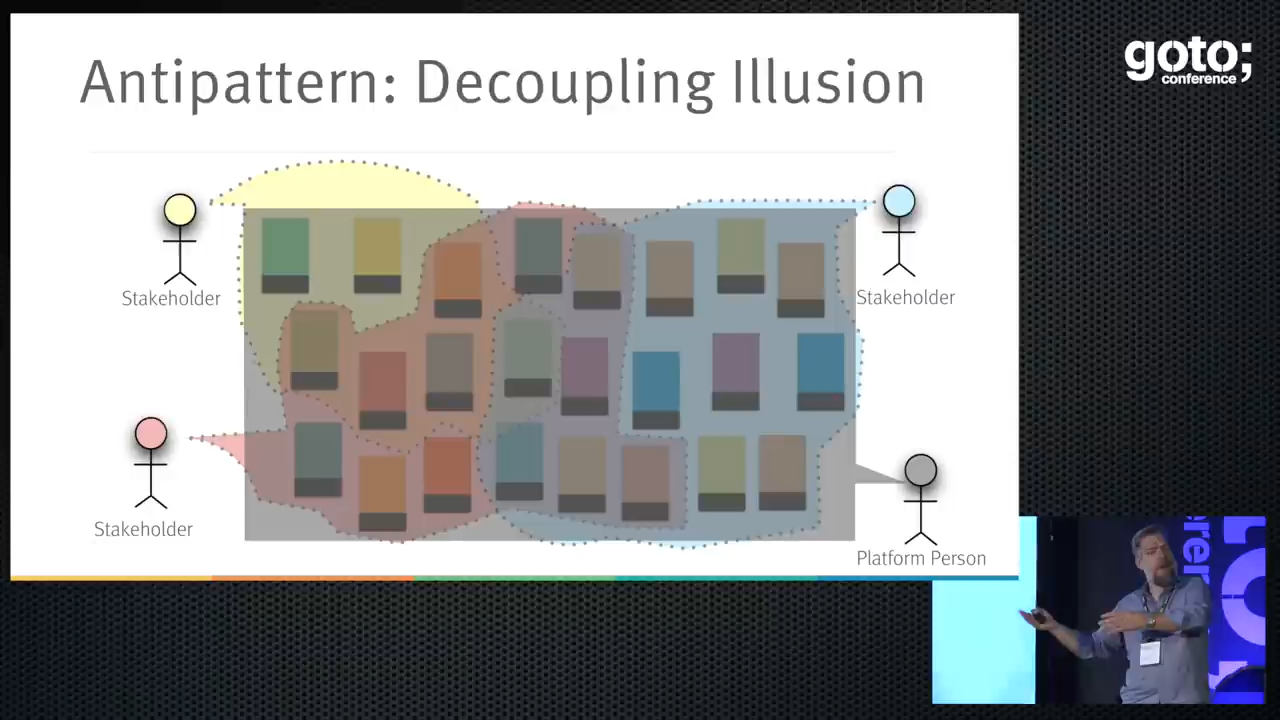 Antipattern: Decoupling Illusion
goto;
conference
Stakeholder
Stakeholder
Stakeholder
Platform Person